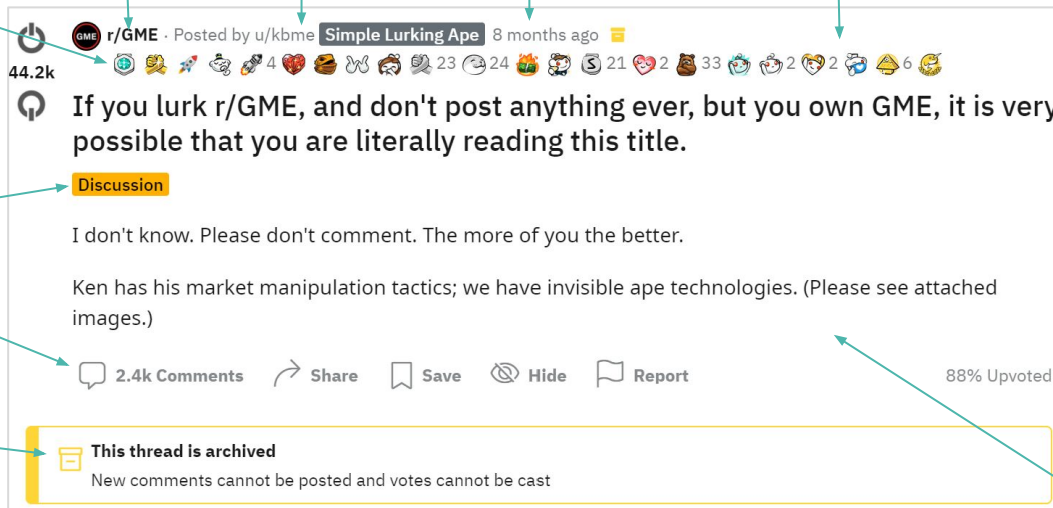 GME r/GME · Posted by u/kbme Simple Lurking Ape 8 months ago
44.2k
4 23 24 S 21 2 33 2 2 6
If you lurk r/GME, and don't post anything ever, but you own GME, it is very
possible that you are literally reading this title.
Discussion
I don't know. Please don't comment. The more of you the better.
Ken has his market manipulation tactics; we have invisible ape technologies. (Please see attached
images.)
2.4k Comments Share Save Hide Report 88% Upvoted
This thread is archived
New comments cannot be posted and votes cannot be cast